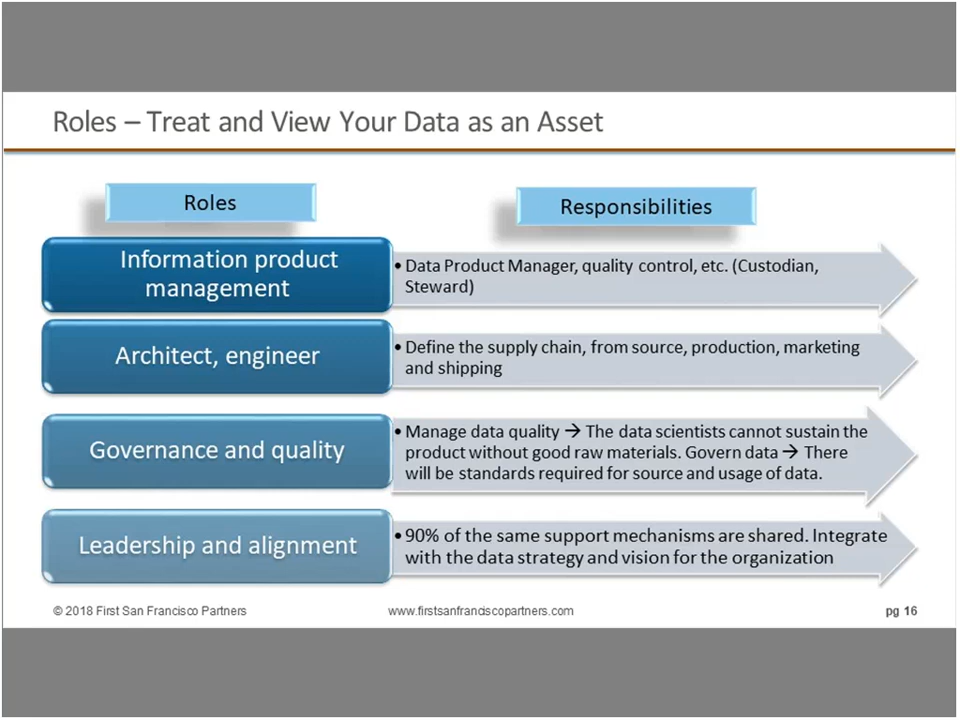 Roles – Treat and View Your Data as an Asset
Roles
Responsibilities
Information product
management
• Data Product Manager, quality control, etc. (Custodian,
Steward)
Architect, engineer
• Define the supply chain, from source, production, marketing
and shipping
Governance and quality
• Manage data quality → The data scientists cannot sustain the
product without good raw materials. Govern data → There
will be standards required for source and usage of data.
Leadership and alignment
• 90% of the same support mechanisms are shared. Integrate
with the data strategy and vision for the organization
© 2018 First San Francisco Partners
www.firstsanfranciscopartners.com
pg 16